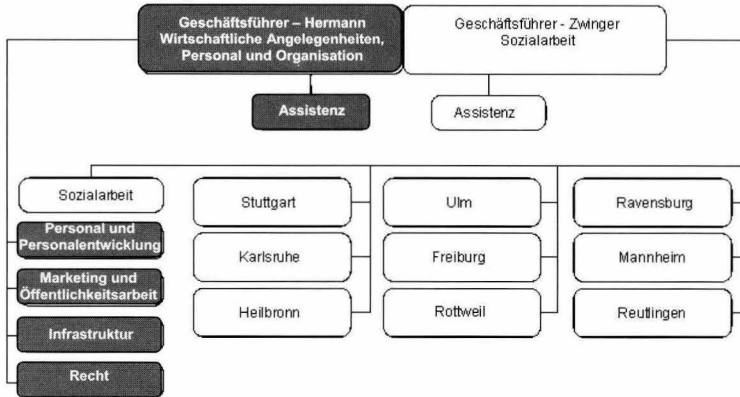 Geschäftsführer – Hermann
Wirtschaftliche Angelegenheiten,
Personal und Organisation
Geschäftsführer - Zwinger
Sozialarbeit
Assistenz
Assistenz
Sozialarbeit
Personal und
Personalentwicklung
Marketing und
Öffentlichkeitsarbeit
Infrastruktur
Recht
Stuttgart
Karlsruhe
Heilbronn
Ulm
Freiburg
Rottweil
Ravensburg
Mannheim
Reutlingen